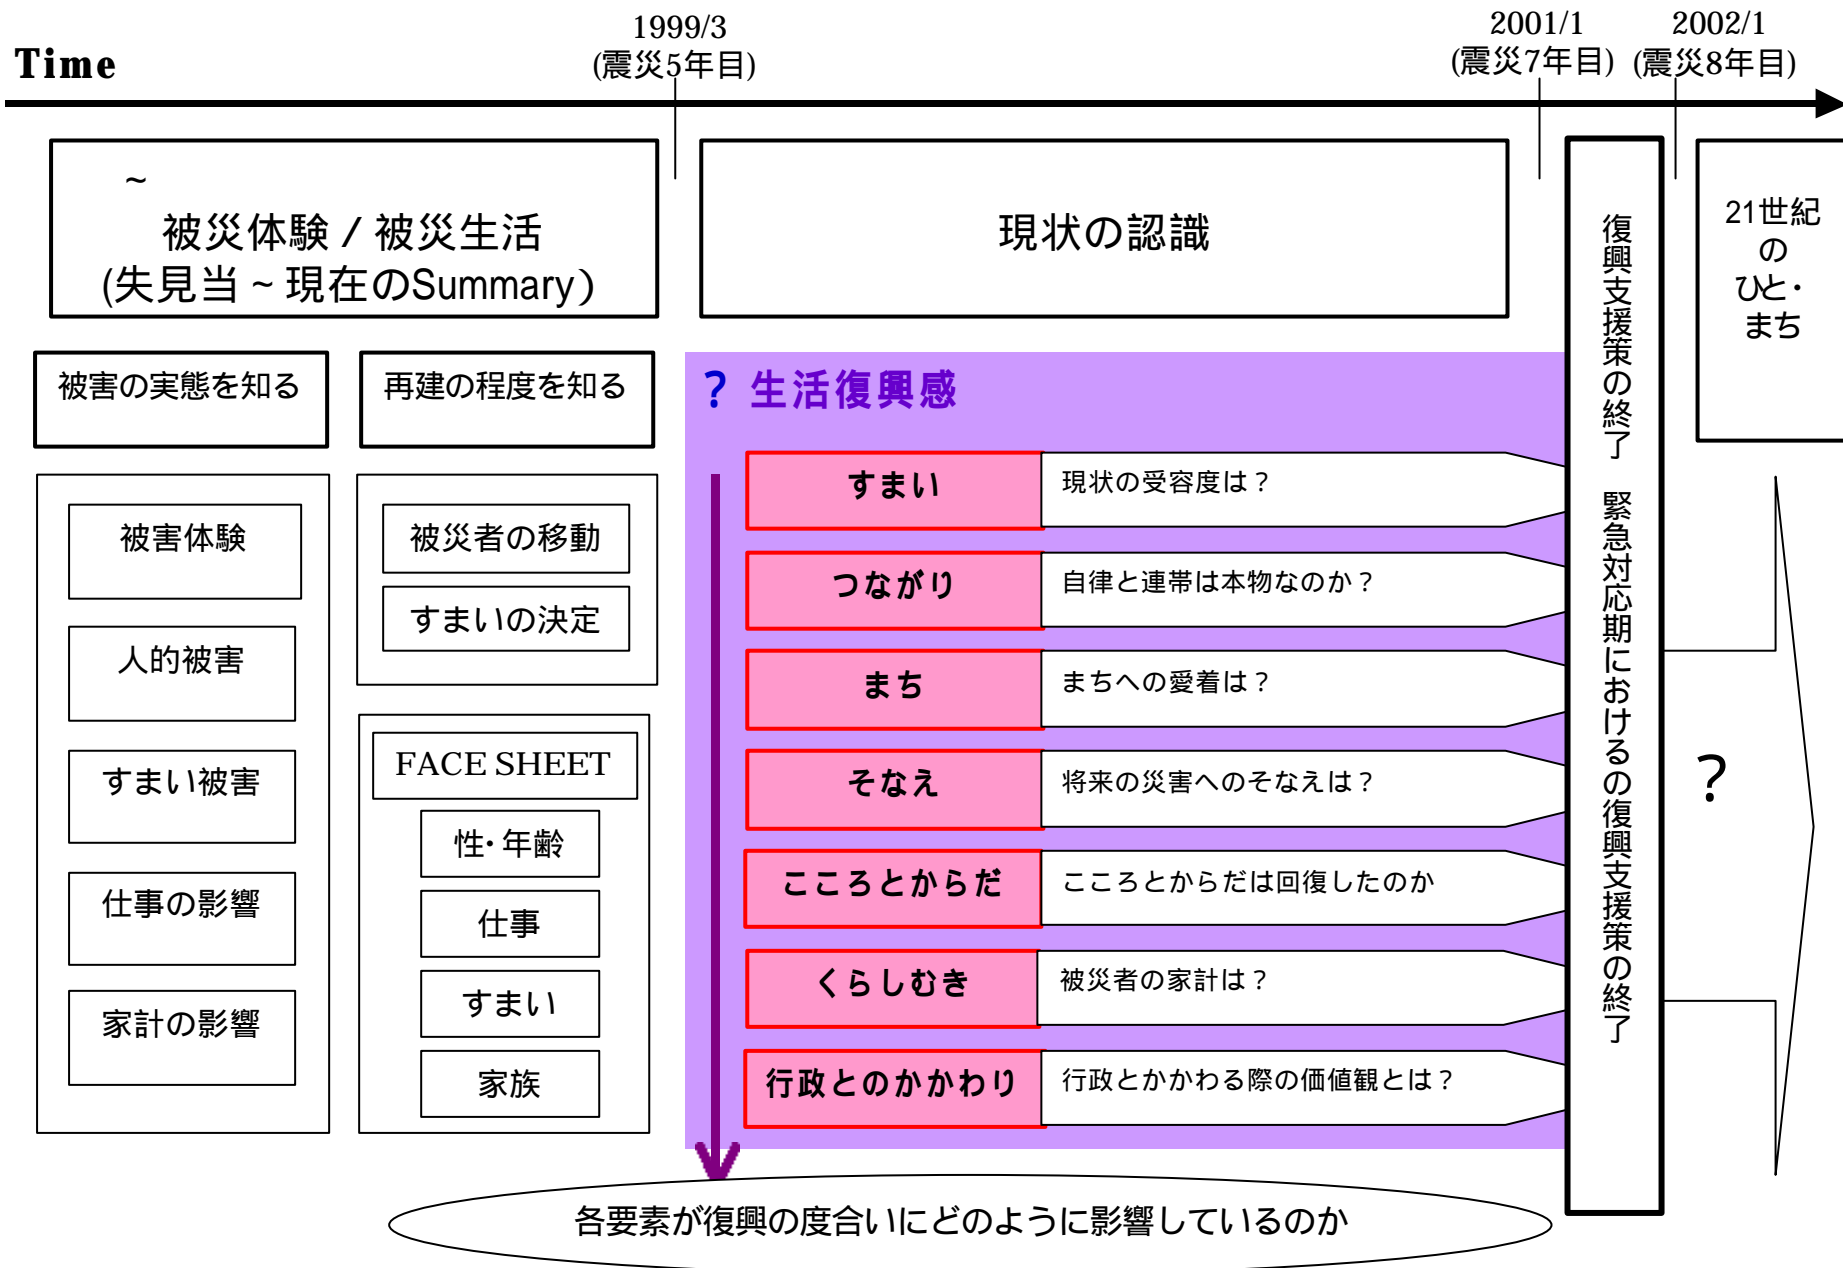 Time
1999/3
(震災5年目)
2001/1
(震災7年目)
2002/1
(震災8年目)
~
被災体験 / 被災生活
(失見当 ~ 現在のSummary)
現状の認識
復興支援策の終了 緊急対応期におけるの復興支援策の終了
21世紀
の
ひと・
まち
被害の実態を知る
再建の程度を知る
? 生活復興感
被害体験
人的被害
すまい被害
仕事の影響
家計の影響
被災者の移動
すまいの決定
FACE SHEET
性・年齢
仕事
すまい
家族
すまい
現状の受容度は?
つながり
自律と連帯は本物なのか?
まち
まちへの愛着は?
そなえ
将来の災害へのそなえは?
こころとからだ
こころとからだは回復したのか
くらしむき
被災者の家計は?
行政とのかかわり
行政とかかわる際の価値観とは?
?
各要素が復興の度合いにどのように影響しているのか